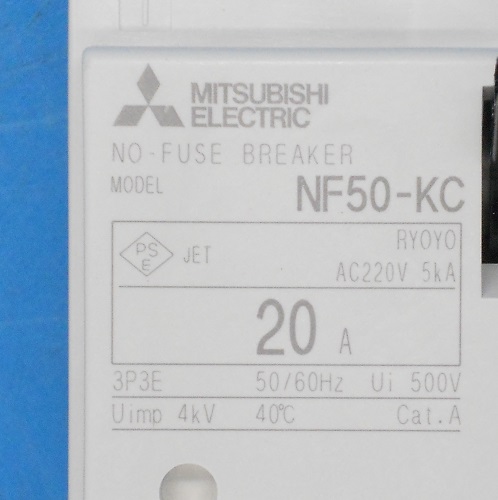 MITSUBISHI
ELECTRIC
NO-FUSE BREAKER
MODEL NF50-KC
PS
E
JET
RYOYO
AC220V 5kA
20 A
3P3E 50/60Hz Ui 500V
Uimp 4kV 40℃ Cat.A